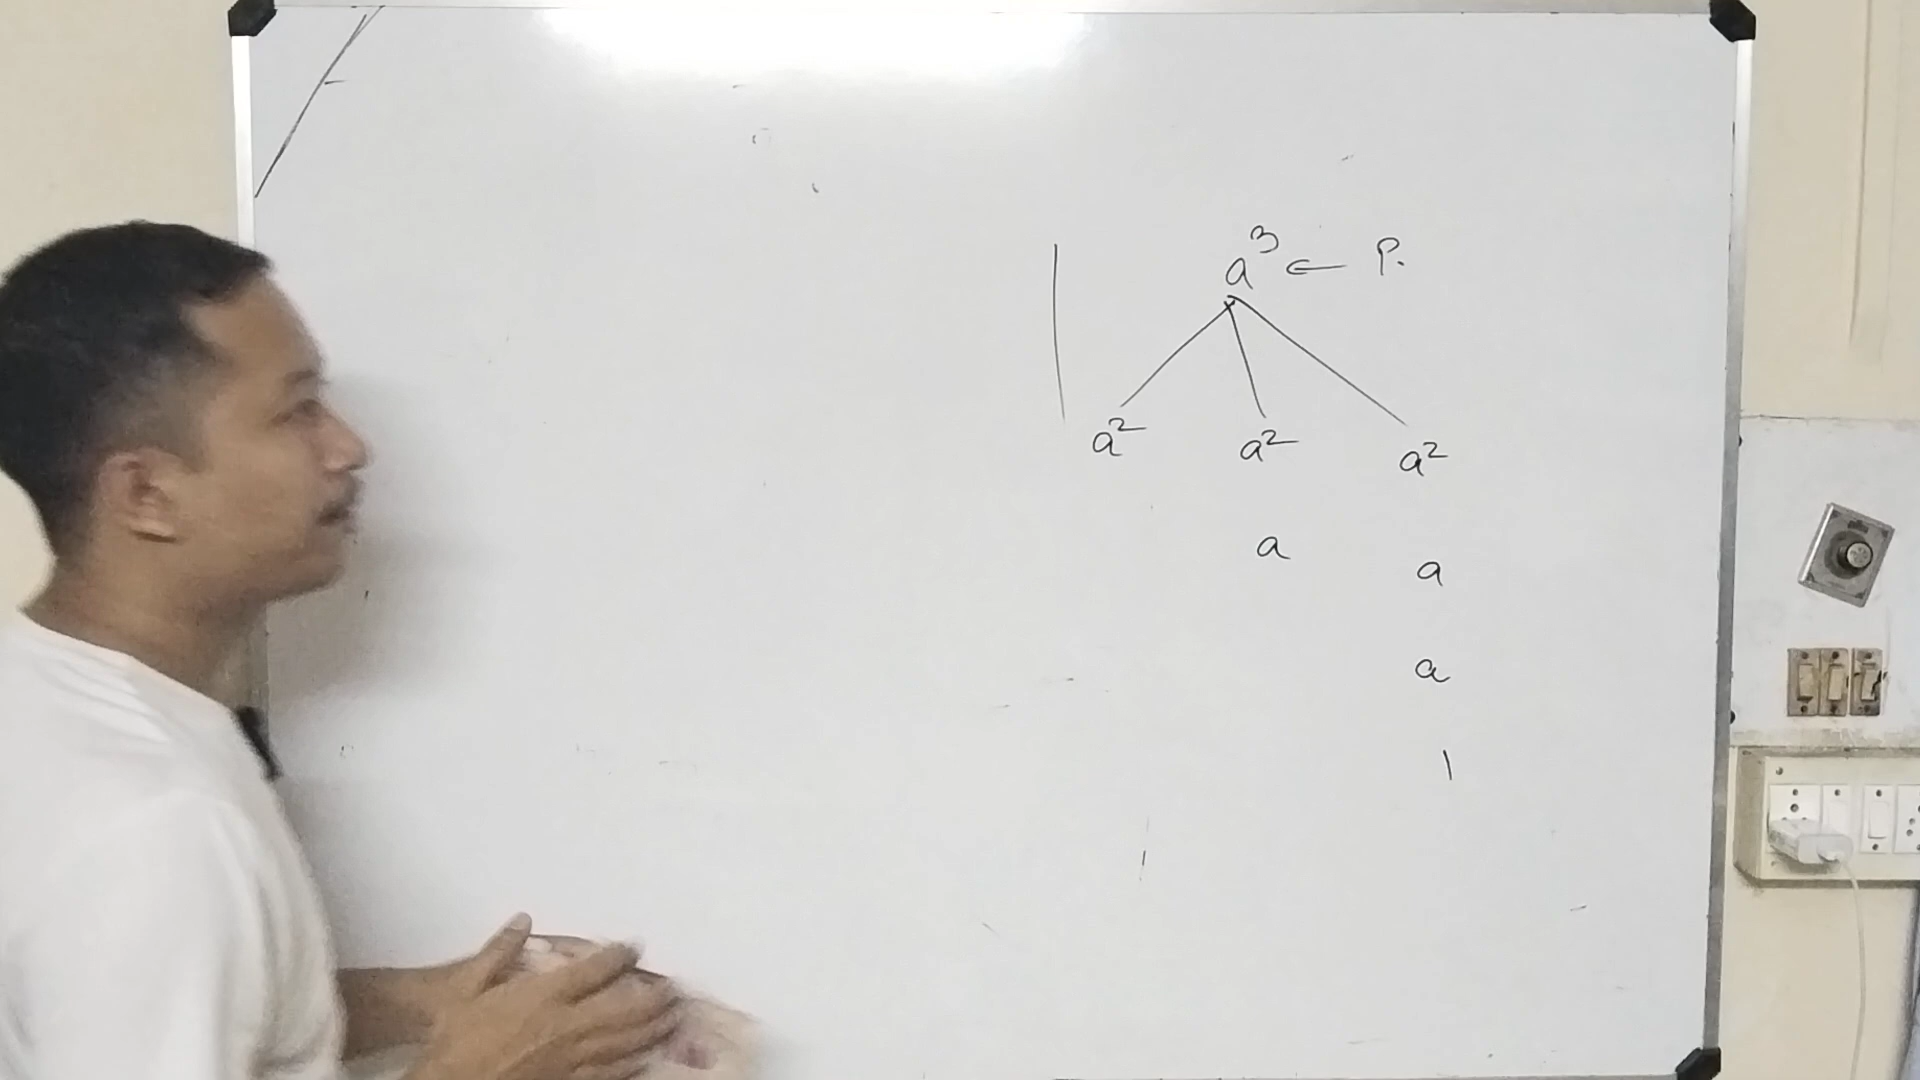 a³ ← P.
a² a² a²
a a
a
1